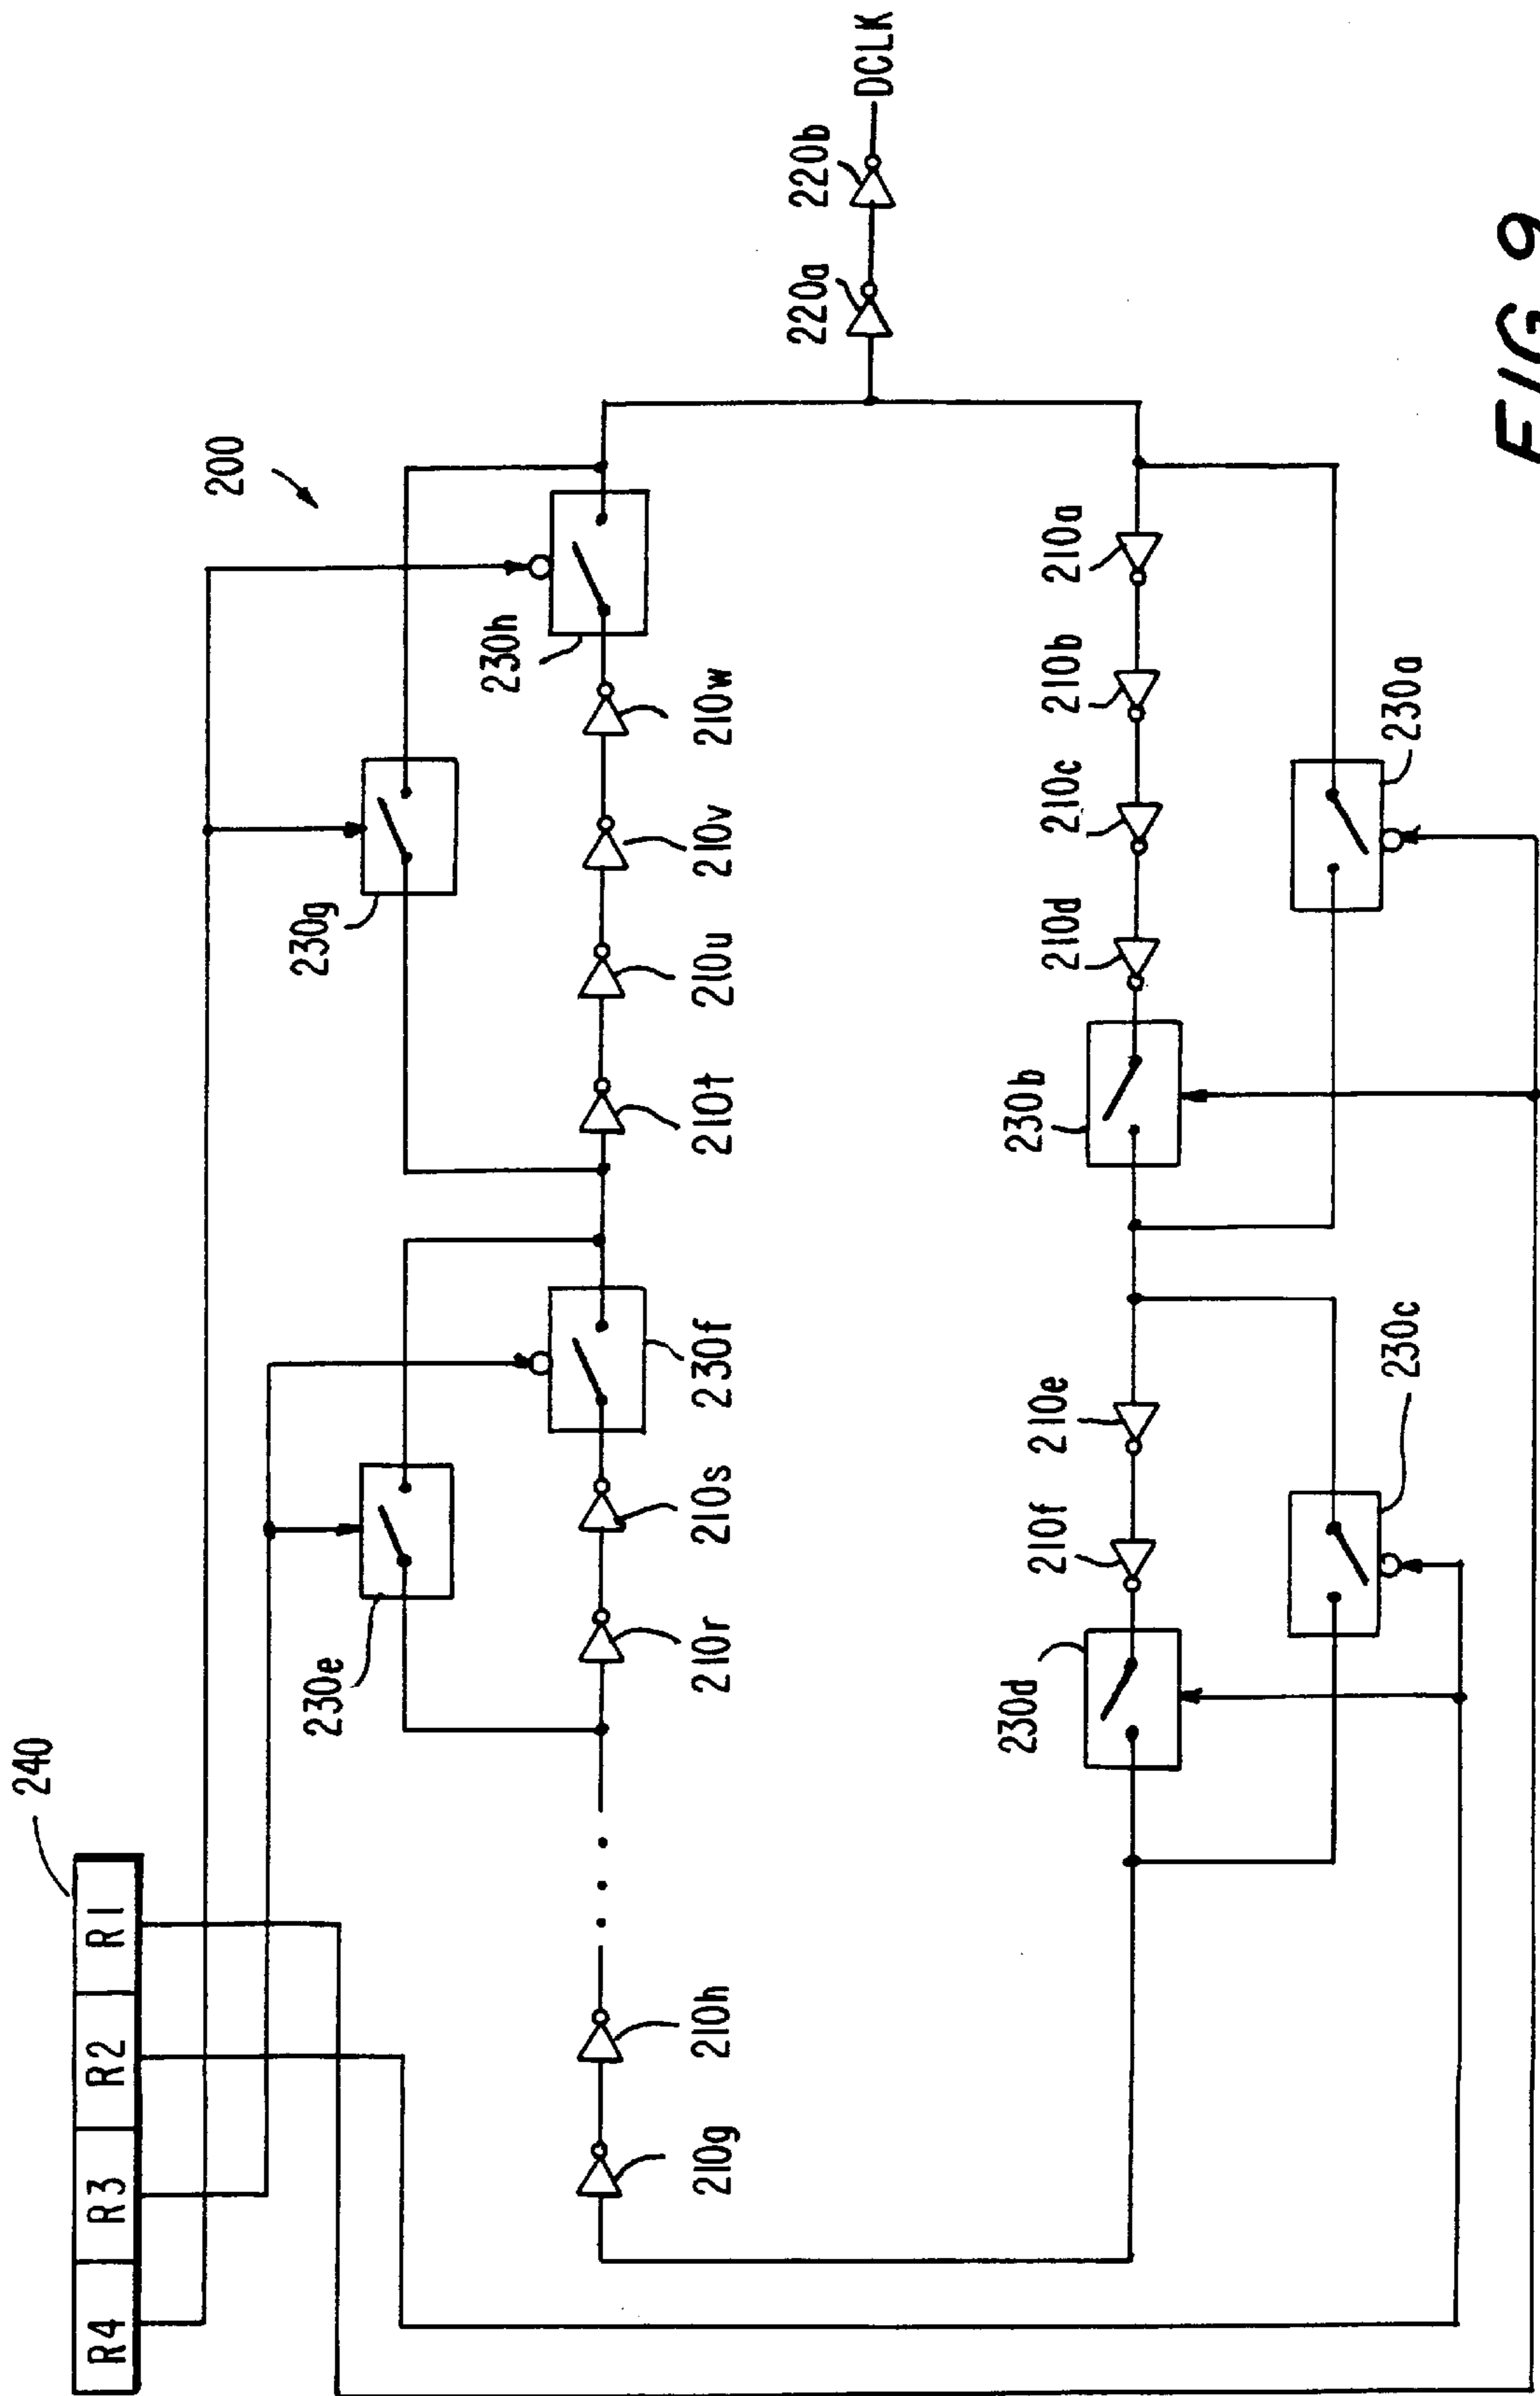 240
R4 R3 R2 R1
200
230g
230e
230h
230f
210g 210h 210r 210s 210t 210u 210v 210w
220a 220b
DCLK
210f 210e 210d 210c 210b 210a
230d 230b
230c 230a
FIG 9